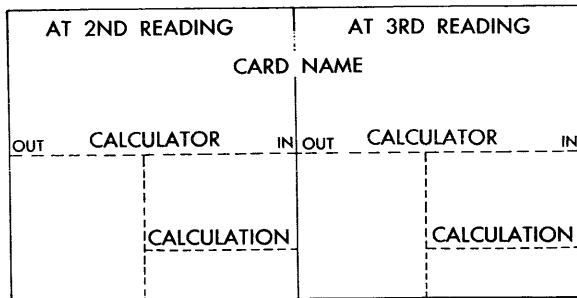 AT 2ND READING AT 3RD READING
CARD NAME
OUT CALCULATOR IN OUT CALCULATOR IN
CALCULATION CALCULATION